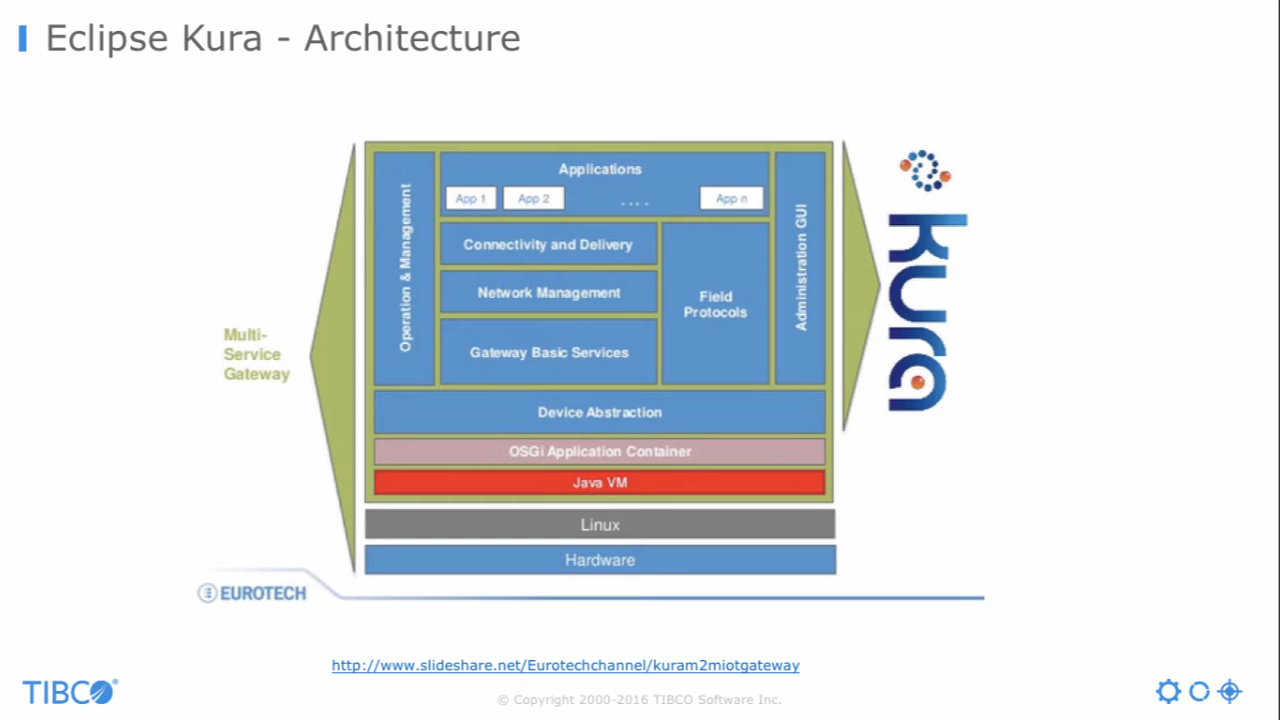 Eclipse Kura - Architecture
Applications
App 1
App 2
....
App n
Operation & Management
Connectivity and Delivery
Network Management
Gateway Basic Services
Field
Protocols
Administration GUI
Device Abstraction
OSGi Application Container
Java VM
Linux
Hardware
Multi-
Service
Gateway
kura
EUROTECH
http://www.slideshare.net/Eurotechchannel/kuram2miotgateway
TIBCO®
© Copyright 2000-2016 TIBCO Software Inc.